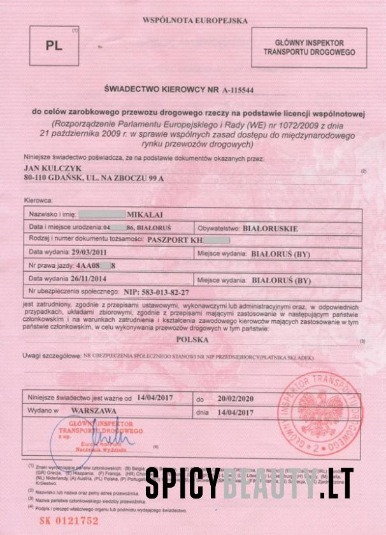 WSPÓLNOTA EUROPEJSKA
(1)
PL
GŁÓWNY INSPEKTOR
TRANSPORTU DROGOWEGO
ŚWIADECTWO KIEROWCY NR A-115544
do celów zarobkowego przewozu drogowego rzeczy na podstawie licencji wspólnotowej
(Rozporządzenie Parlamentu Europejskiego i Rady (WE) nr 1072/2009 z dnia
21 października 2009 r. w sprawie wspólnych zasad dostępu do międzynarodowego
rynku przewozów drogowych)
Niniejsze świadectwo poświadcza, że na podstawie dokumentów okazanych przez:
JAN KULCZYK
80-110 GDAŃSK, UL. NA ZBOCZU 99 A
Kierowca:
Nazwisko i imię: MIKALAI
Data i miejsce urodzenia: 04 86, BIAŁORUŚ Obywatelstwo: BIAŁORUSKIE
Rodzaj i numer dokumentu tożsamości: PASZPORT KH
Data wydania: 29/03/2011 Miejsce wydania: BIAŁORUŚ (BY)
Nr prawa jazdy: 4AA08 8
Data wydania: 26/11/2014 Miejsce wydania: BIAŁORUŚ (BY)
Nr ubezpieczenia społecznego: NIP: 583-013-82-27
jest zatrudniony, zgodnie z przepisami ustawowymi, wykonawczymi lub administracyjnymi oraz, w odpowiednich
przypadkach, układami zbiorowymi, zgodnie z przepisami mającymi zastosowanie w następującym państwie
członkowskim i na warunkach zatrudnienia i kształcenia zawodowego kierowców mających zastosowanie w tym
państwie członkowskim, w celu wykonywania przewozów drogowych w tym państwie:
POLSKA
Uwagi szczególne: NR UBEZPIECZENIA SPOŁECZNEGO STANOWI NR NIP PRZEDSIĘBIORCY(PŁATNIKA SKŁADEK)
Niniejsze świadectwo jest ważne od 14/04/2017 do 20/02/2020
Wydano w WARSZAWA dnia 14/04/2017
GŁÓWNY INSPEKTOR
TRANSPORTU DROGOWEGO
(4)
SPICYBEAUTY.LT
SK 0121752